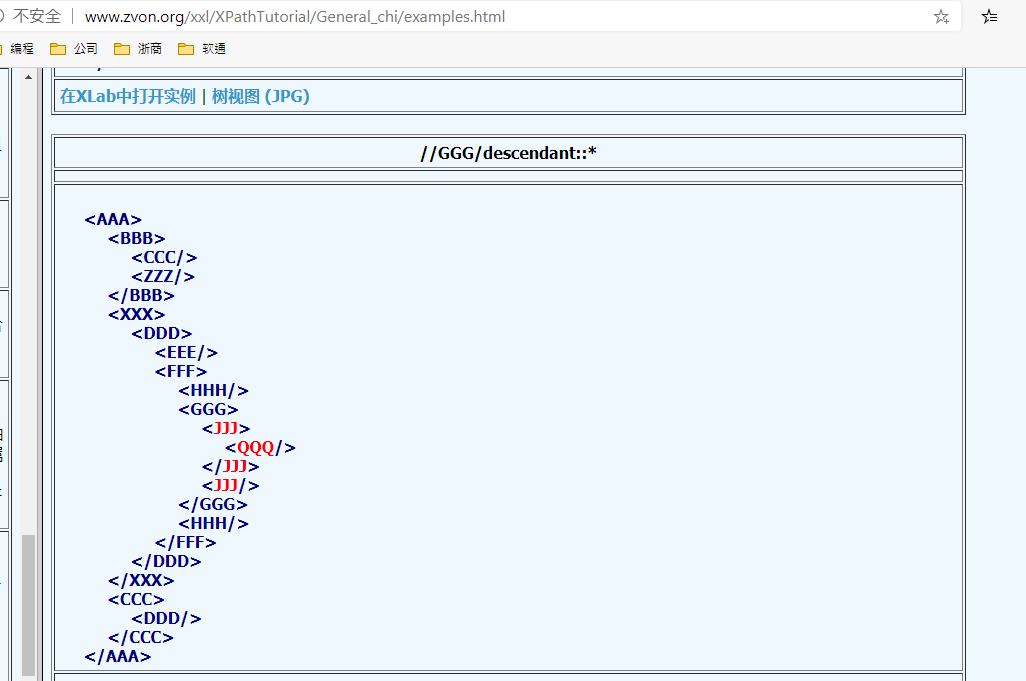 不安全 | www.zvon.org/xxl/XPathTutorial/General_chi/examples.html
编程 公司 浙商 软通
在XLab中打开实例 | 树视图 (JPG)
//GGG/descendant::*
<AAA>
<BBB>
<CCC/>
<ZZZ/>
</BBB>
<XXX>
<DDD>
<EEE/>
<FFF>
<HHH/>
<GGG>
<JJJ>
<QQQ/>
</JJJ>
<JJJ/>
</GGG>
<HHH/>
</FFF>
</DDD>
</XXX>
<CCC>
<DDD/>
</CCC>
</AAA>